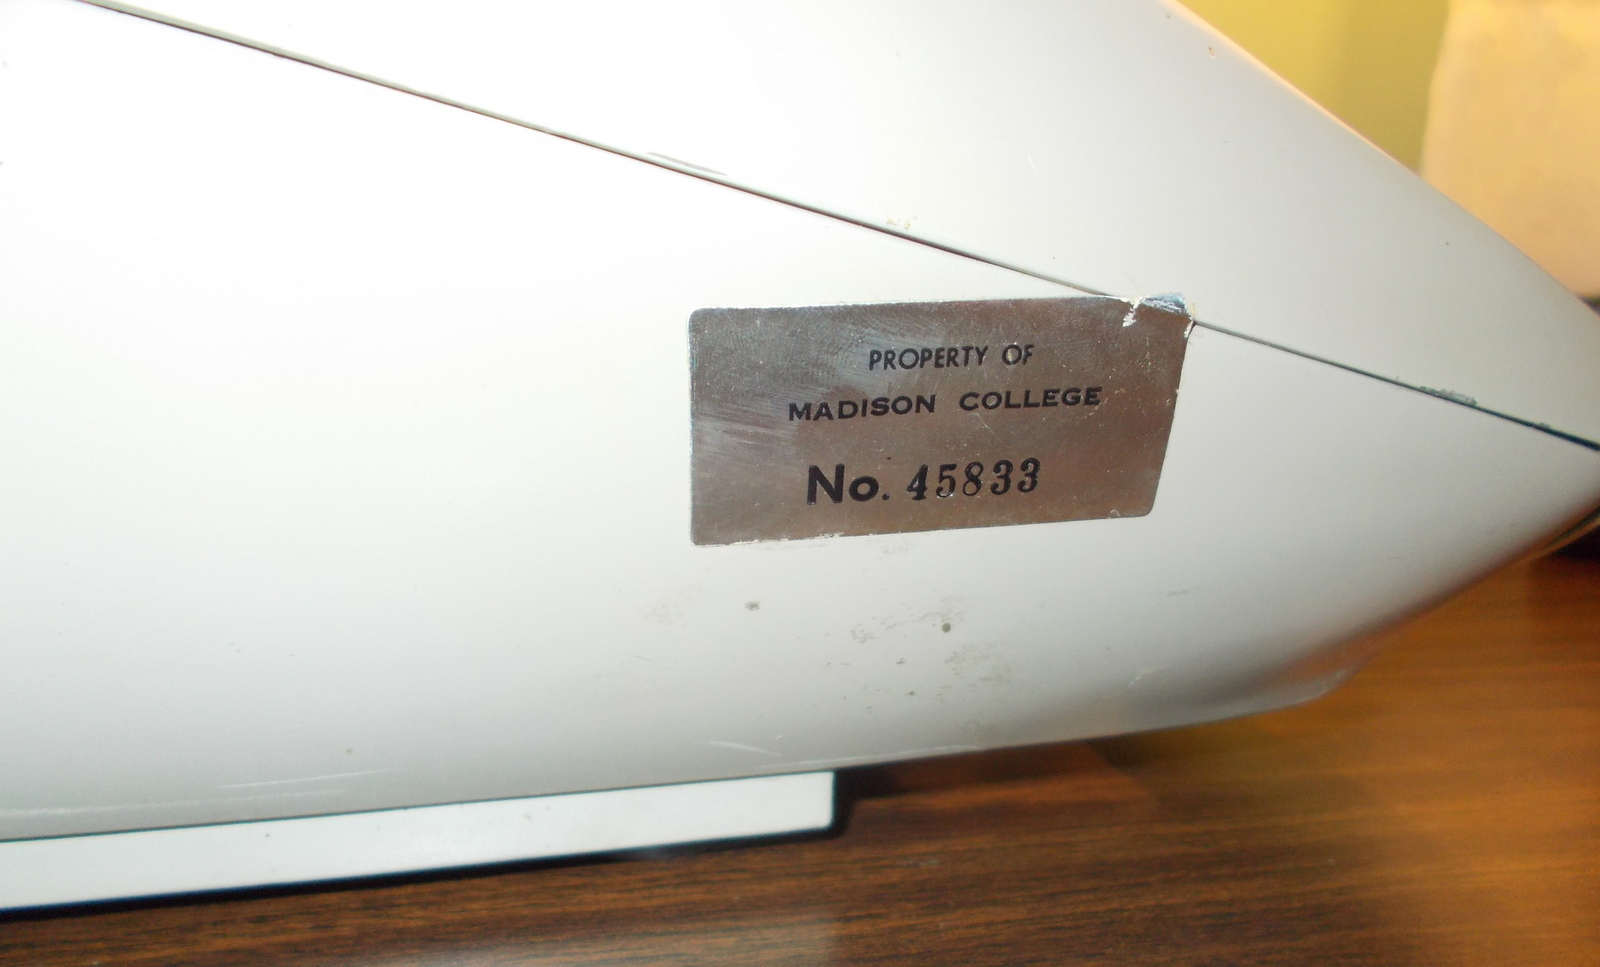 PROPERTY OF
MADISON COLLEGE
No. 45833